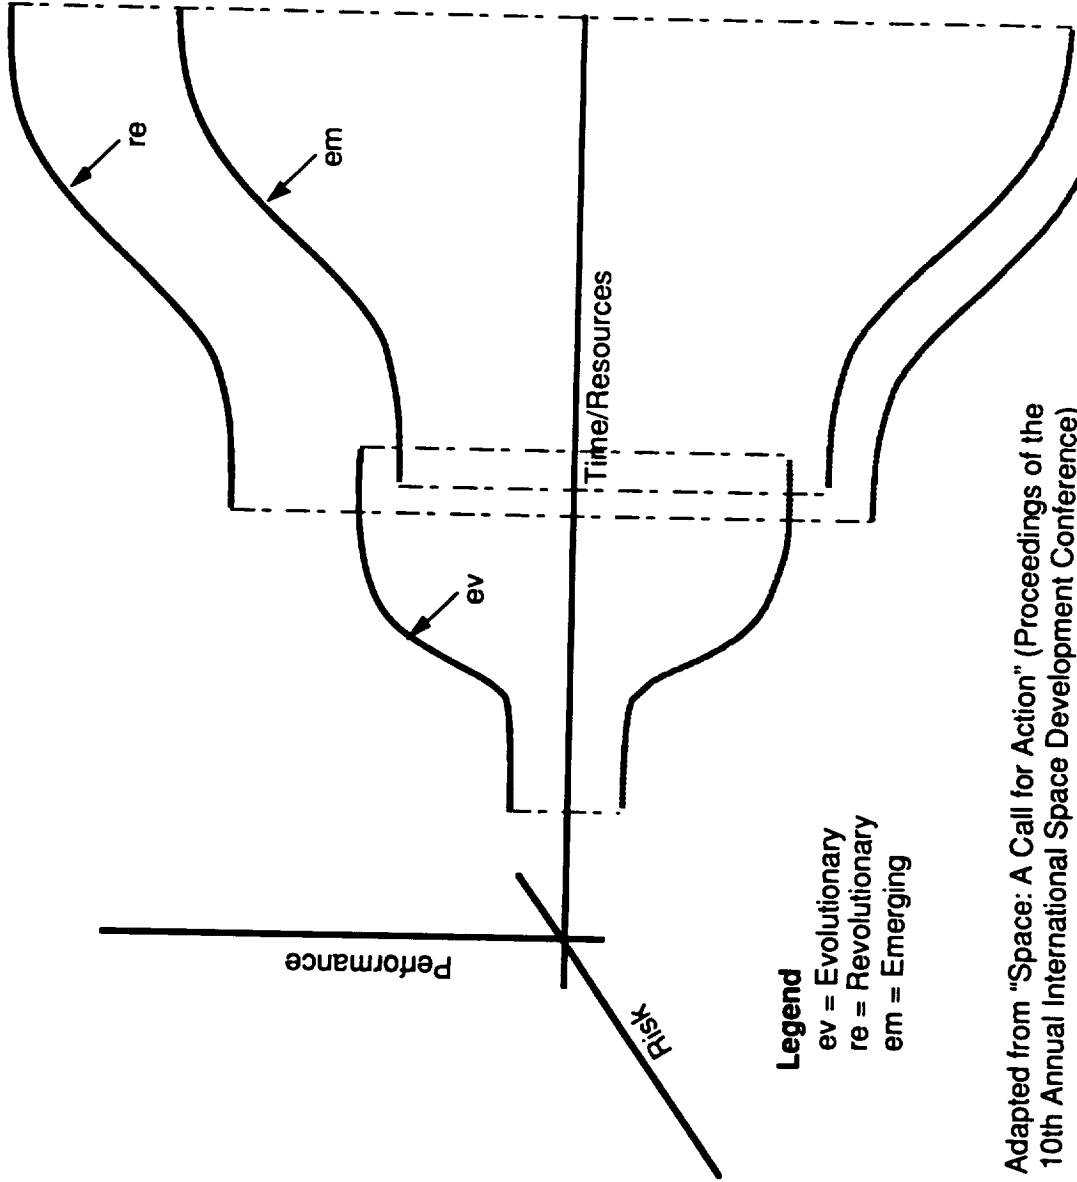 re
em
Time/Resources
ev
Performance
Risk
Legend
ev = Evolutionary
re = Revolutionary
em = Emerging
Adapted from "Space: A Call for Action" (Proceedings of the
10th Annual International Space Development Conference)